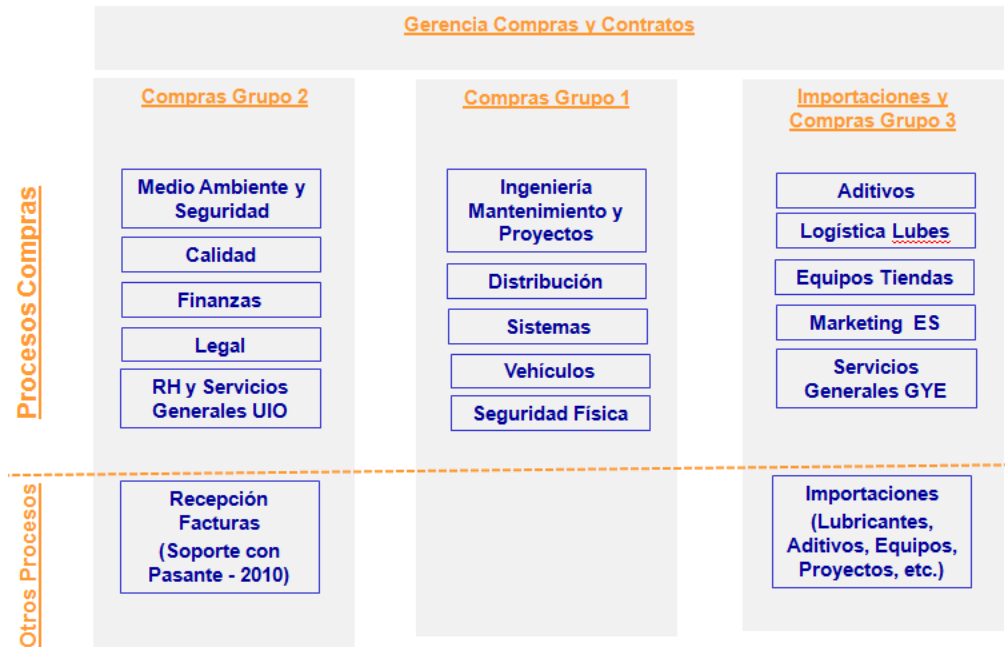 Gerencia Compras y Contratos
Procesos Compras
Compras Grupo 2
Medio Ambiente y
Seguridad
Calidad
Finanzas
Legal
RH y Servicios
Generales UIO
Compras Grupo 1
Ingeniería
Mantenimiento y
Proyectos
Distribución
Sistemas
Vehículos
Seguridad Física
Importaciones y
Compras Grupo 3
Aditivos
Logística Lubes
Equipos Tiendas
Marketing  ES
Servicios
Generales GYE
Otros Procesos
Recepción
Facturas
(Soporte con
Pasante - 2010)
Importaciones
(Lubricantes,
Aditivos, Equipos,
Proyectos, etc.)